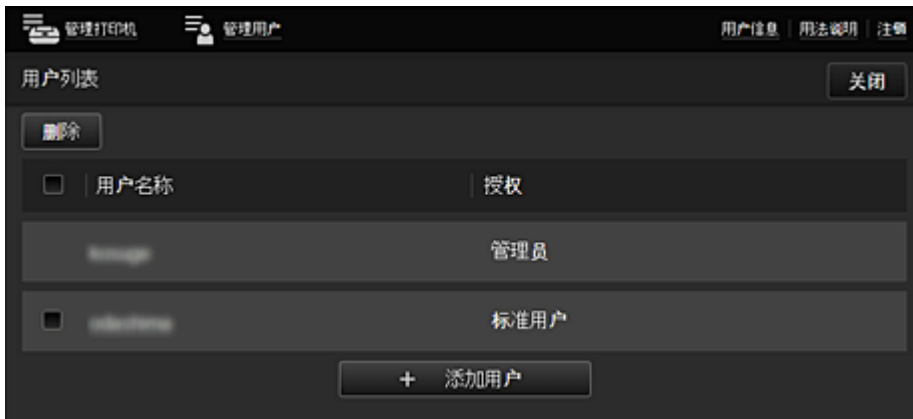 管理打印机 管理用户 用户信息 用法说明 注销
用户列表 关闭
删除
用户名称 授权
管理员
标准用户
+ 添加用户